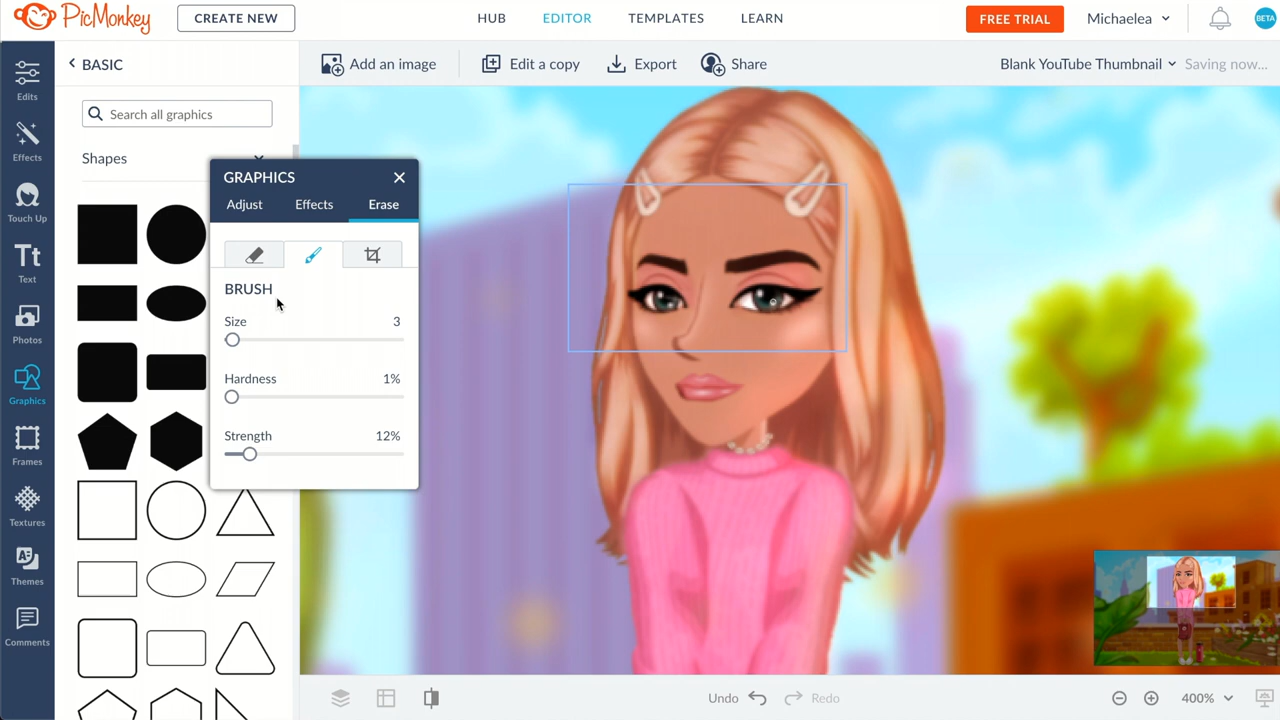 PicMonkey
CREATE NEW
HUB
EDITOR
TEMPLATES
LEARN
FREE TRIAL
Michaelea
BETA
BASIC
Add an image
Edit a copy
Export
Share
Blank YouTube Thumbnail
Saving now...
Edits
Effects
Touch Up
Tt
Text
Photos
Graphics
Frames
Textures
Themes
Comments
Search all graphics
Shapes
GRAPHICS
Adjust
Effects
Erase
BRUSH
Size
3
Hardness
1%
Strength
12%
Undo
Redo
400%